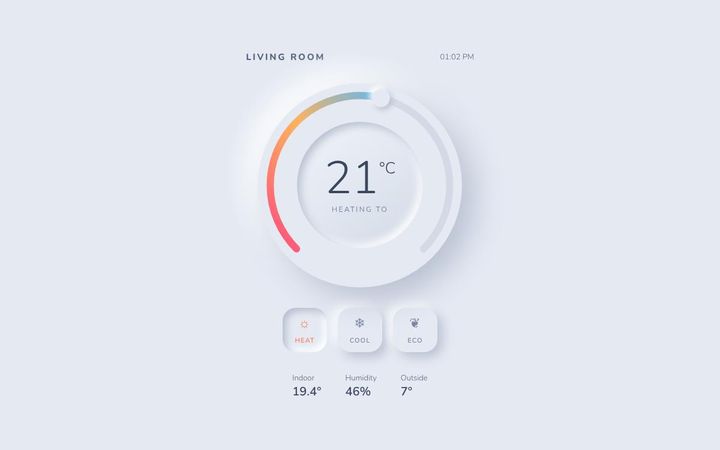 LIVING ROOM 01:02 PM
21°C
HEATING TO
HEAT COOL ECO
Indoor Humidity Outside
19.4° 46% 7°